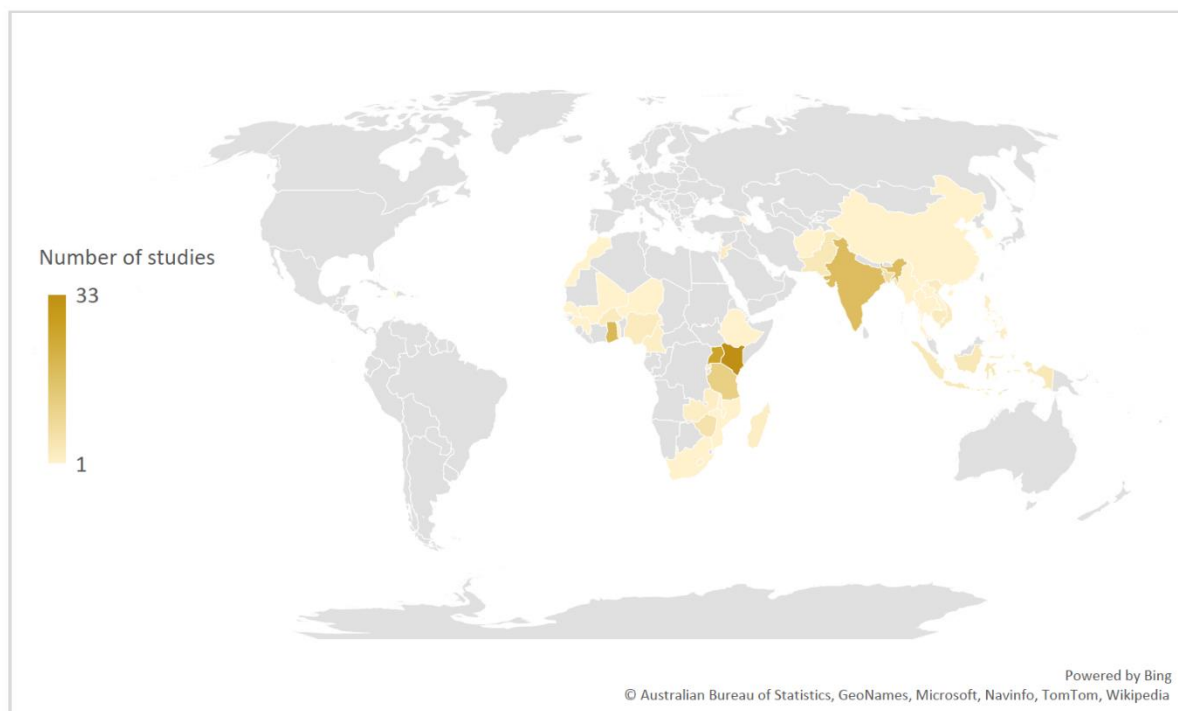 Number of studies
33
1
Powered by Bing
© Australian Bureau of Statistics, GeoNames, Microsoft, Navinfo, TomTom, Wikipedia